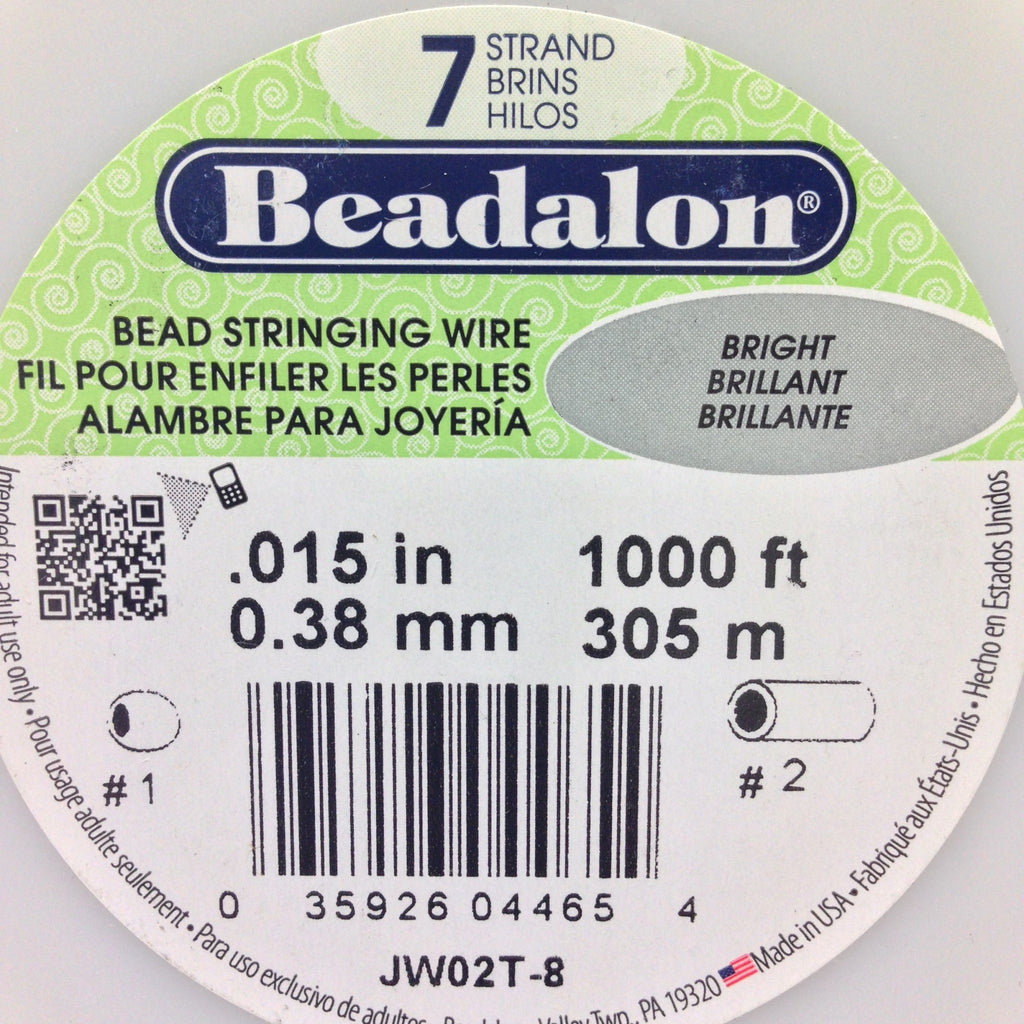 7 STRAND
BRINS
HILOS
Beadalon®
BEAD STRINGING WIRE
FIL POUR ENFILER LES PERLES
ALAMBRE PARA JOYERÍA
BRIGHT
BRILLANT
BRILLANTE
.015 in
0.38 mm
1000 ft
305 m
# 1
# 2
0 35926 04465 4
JW02T-8
Intended for adult use only • Pour usage adulte seulement • Para uso exclusivo de adultos Beadalon Valley Twn., PA 19320 Made in USA • Fabriqué aux États-Unis • Hecho en Estados Unidos